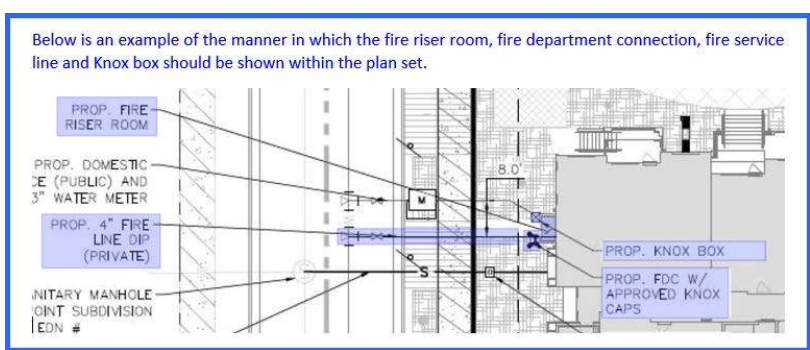 Below is an example of the manner in which the fire riser room, fire department connection, fire service
line and Knox box should be shown within the plan set.
PROP. FIRE
RISER ROOM
PROP. DOMESTIC
CE (PUBLIC) AND
3" WATER METER
PROP. 4" FIRE
LINE DIP
(PRIVATE)
NITARY MANHOLE
OINT SUBDIVISION
EDN #
M
8.0'
S
PROP. KNOX BOX
PROP. FDC W/
APPROVED KNOX
CAPS